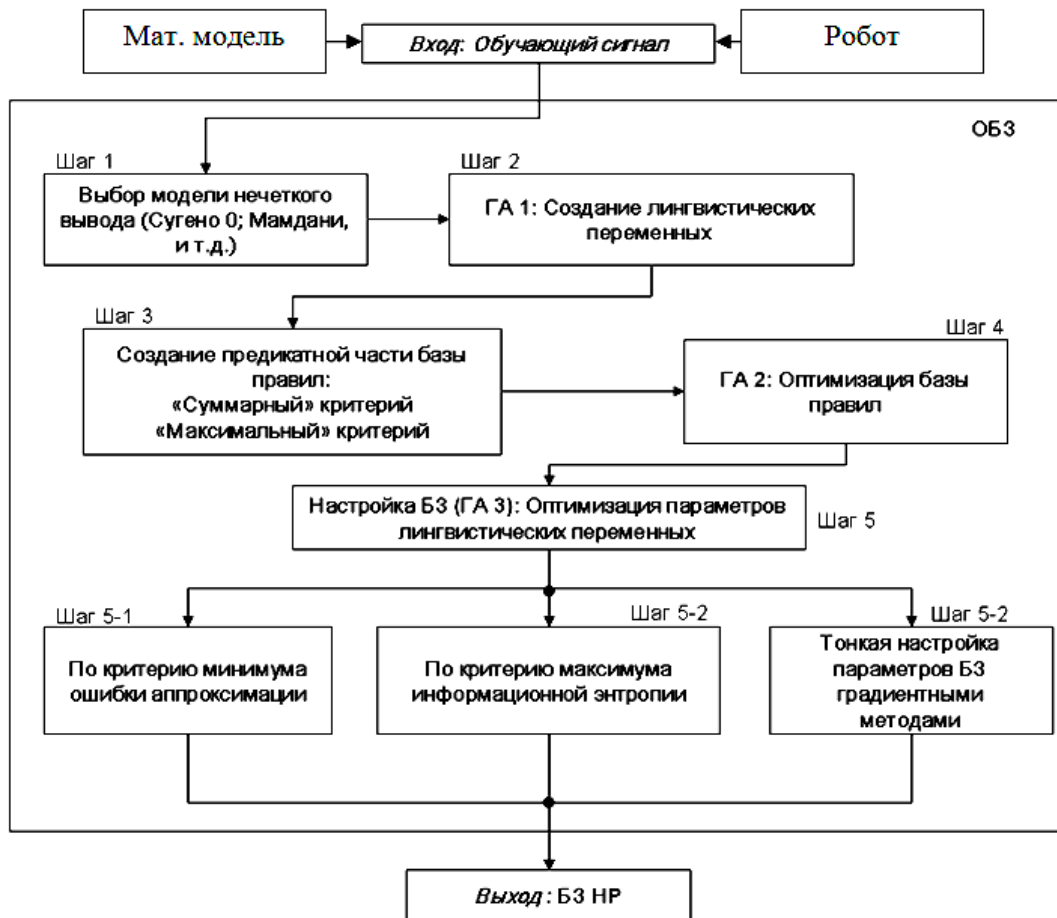 Мат. модель
Вход: Обучающий сигнал
Робот
ОБЗ
Шаг 1
Выбор модели нечеткого
вывода (Сугено 0; Мамдани,
и т.д.)
Шаг 2
ГА 1: Создание лингвистических
переменных
Шаг 3
Создание предикатной части базы
правил:
«Суммарный» критерий
«Максимальный» критерий
Шаг 4
ГА 2: Оптимизация базы
правил
Настройка БЗ (ГА 3): Оптимизация параметров
лингвистических переменных
Шаг 5
Шаг 5-1
По критерию минимума
ошибки аппроксимации
Шаг 5-2
По критерию максимума
информационной энтропии
Шаг 5-2
Тонкая настройка
параметров БЗ
градиентными
методами
Выход: БЗ НР